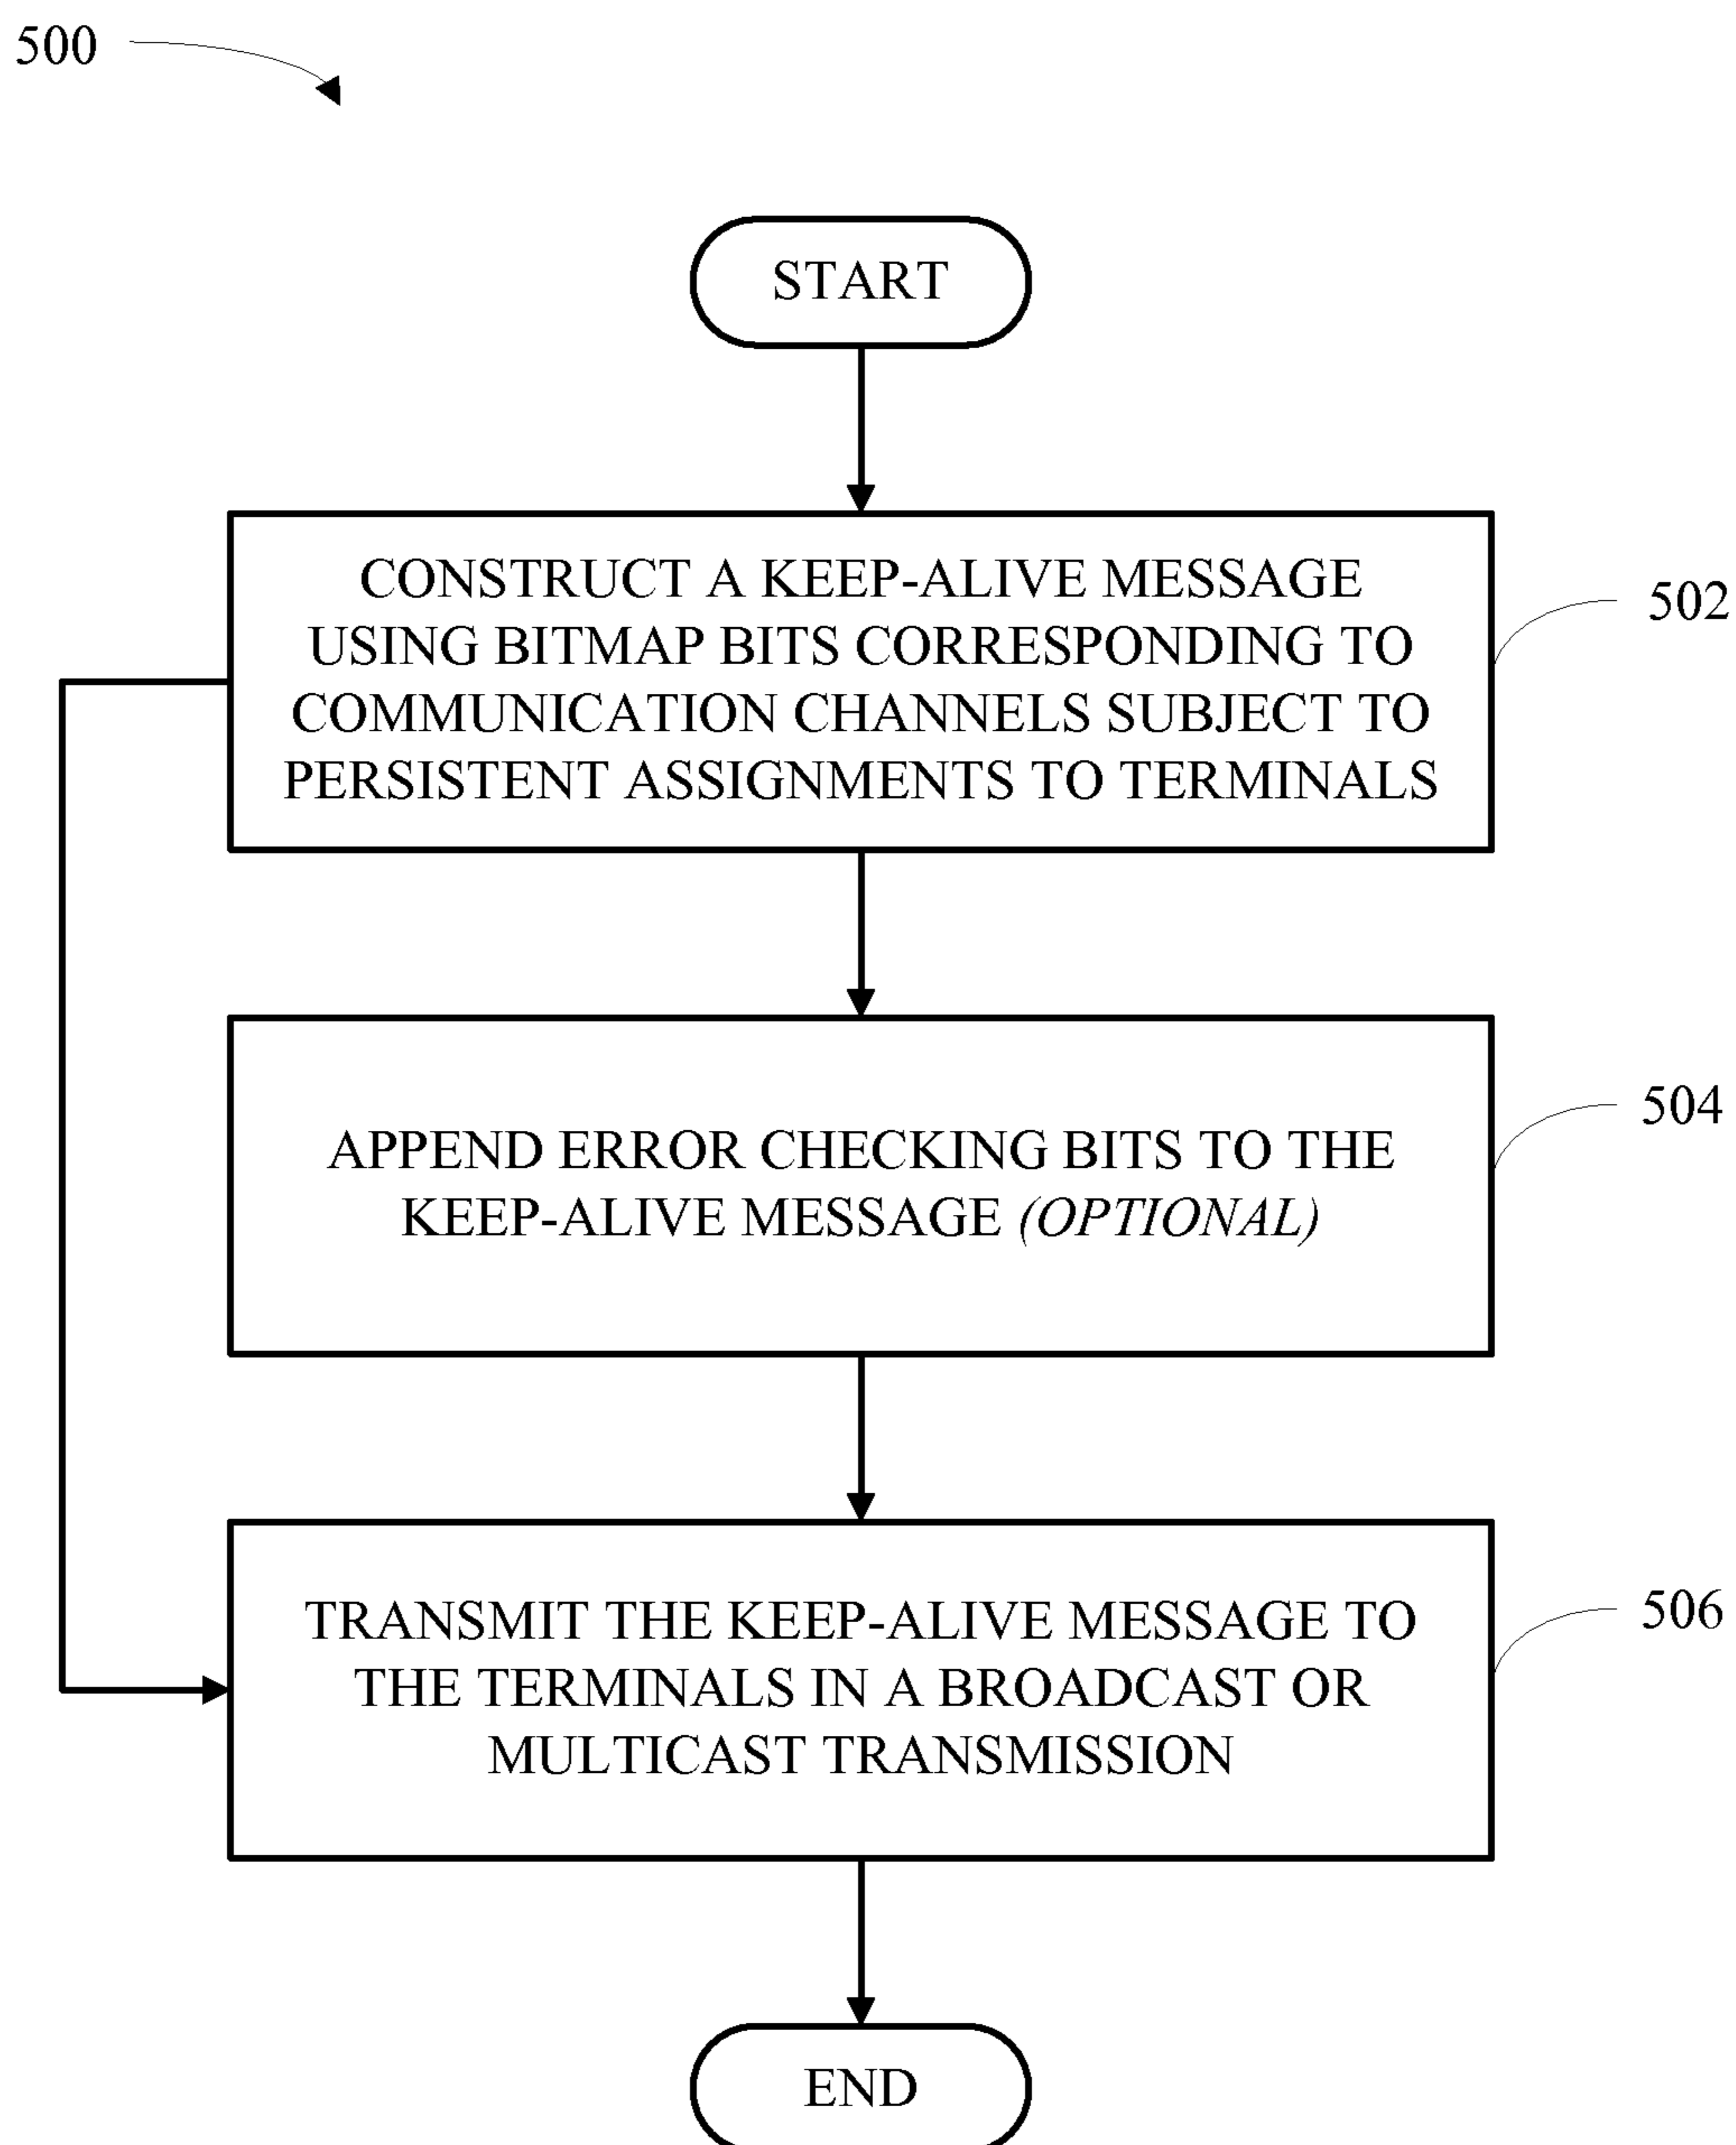 500
START
CONSTRUCT A KEEP-ALIVE MESSAGE
USING BITMAP BITS CORRESPONDING TO
COMMUNICATION CHANNELS SUBJECT TO
PERSISTENT ASSIGNMENTS TO TERMINALS
502
APPEND ERROR CHECKING BITS TO THE
KEEP-ALIVE MESSAGE (OPTIONAL)
504
TRANSMIT THE KEEP-ALIVE MESSAGE TO
THE TERMINALS IN A BROADCAST OR
MULTICAST TRANSMISSION
506
END